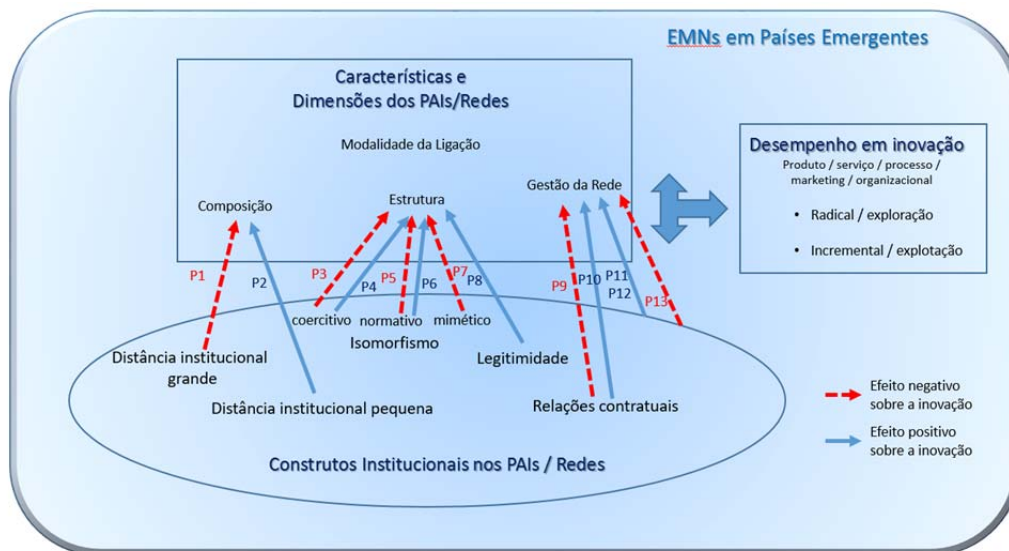 EMNs em Países Emergentes
Características e
Dimensões dos PAIs/Redes
Modalidade da Ligação
Composição
Estrutura
Gestão da Rede
Desempenho em inovação
Produto / serviço / processo /
marketing / organizacional
• Radical / exploração
• Incremental / explotação
P1
P2
P3
P4
P5
P6
P7
P8
P9
P10
P11
P12
P13
coercitivo
normativo
mimético
Isomorfismo
Distância institucional
grande
Legitimidade
Distância institucional pequena
Relações contratuais
Efeito negativo
sobre a inovação
Efeito positivo
sobre a inovação
Construtos Institucionais nos PAIs / Redes